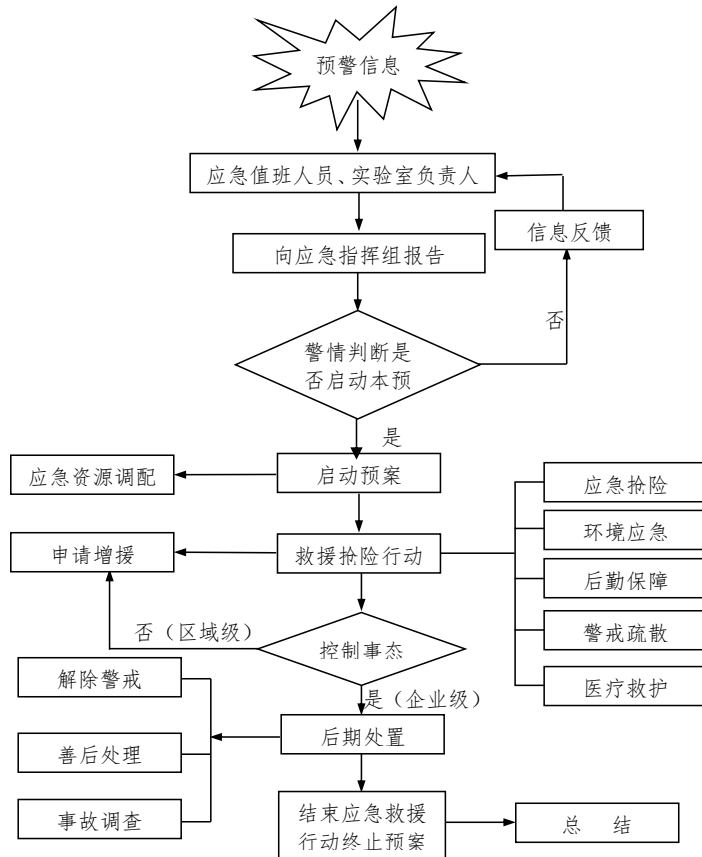 预警信息
应急值班人员、实验室负责人
信息反馈
向应急指挥组报告
否
警情判断是
否启动本预
是
应急资源调配
启动预案
应急抢险
环境应急
申请增援
救援抢险行动
后勤保障
否（区域级）
警戒疏散
控制事态
解除警戒
医疗救护
是（企业级）
后期处置
善后处理
事故调查
结束应急救援
行动终止预案
总 结